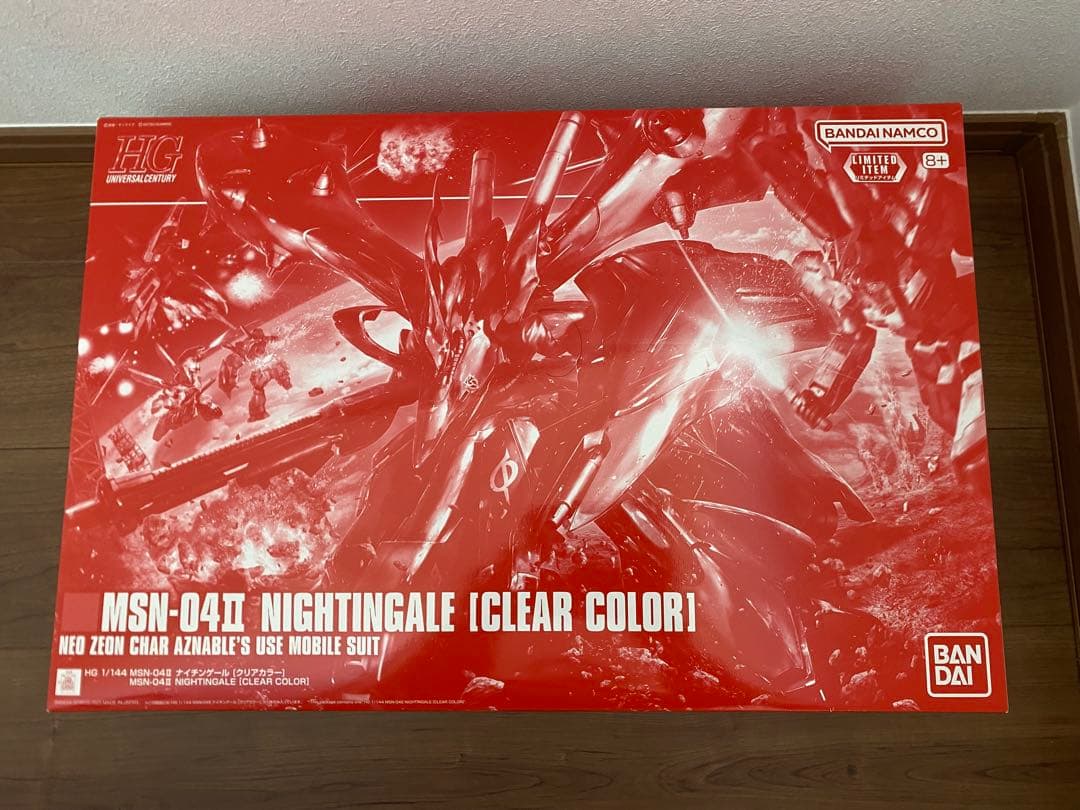 HG
UNIVERSAL CENTURY
BANDAI NAMCO
LIMITED
ITEM
リミテッドアイテム
8+
MSN-04II NIGHTINGALE [CLEAR COLOR]
NEO ZEON CHAR AZNABLE'S USE MOBILE SUIT
HG 1/144 MSN-04II ナイチンゲール [クリアカラー]
MSN-04II NIGHTINGALE [CLEAR COLOR]
BAN
DAI